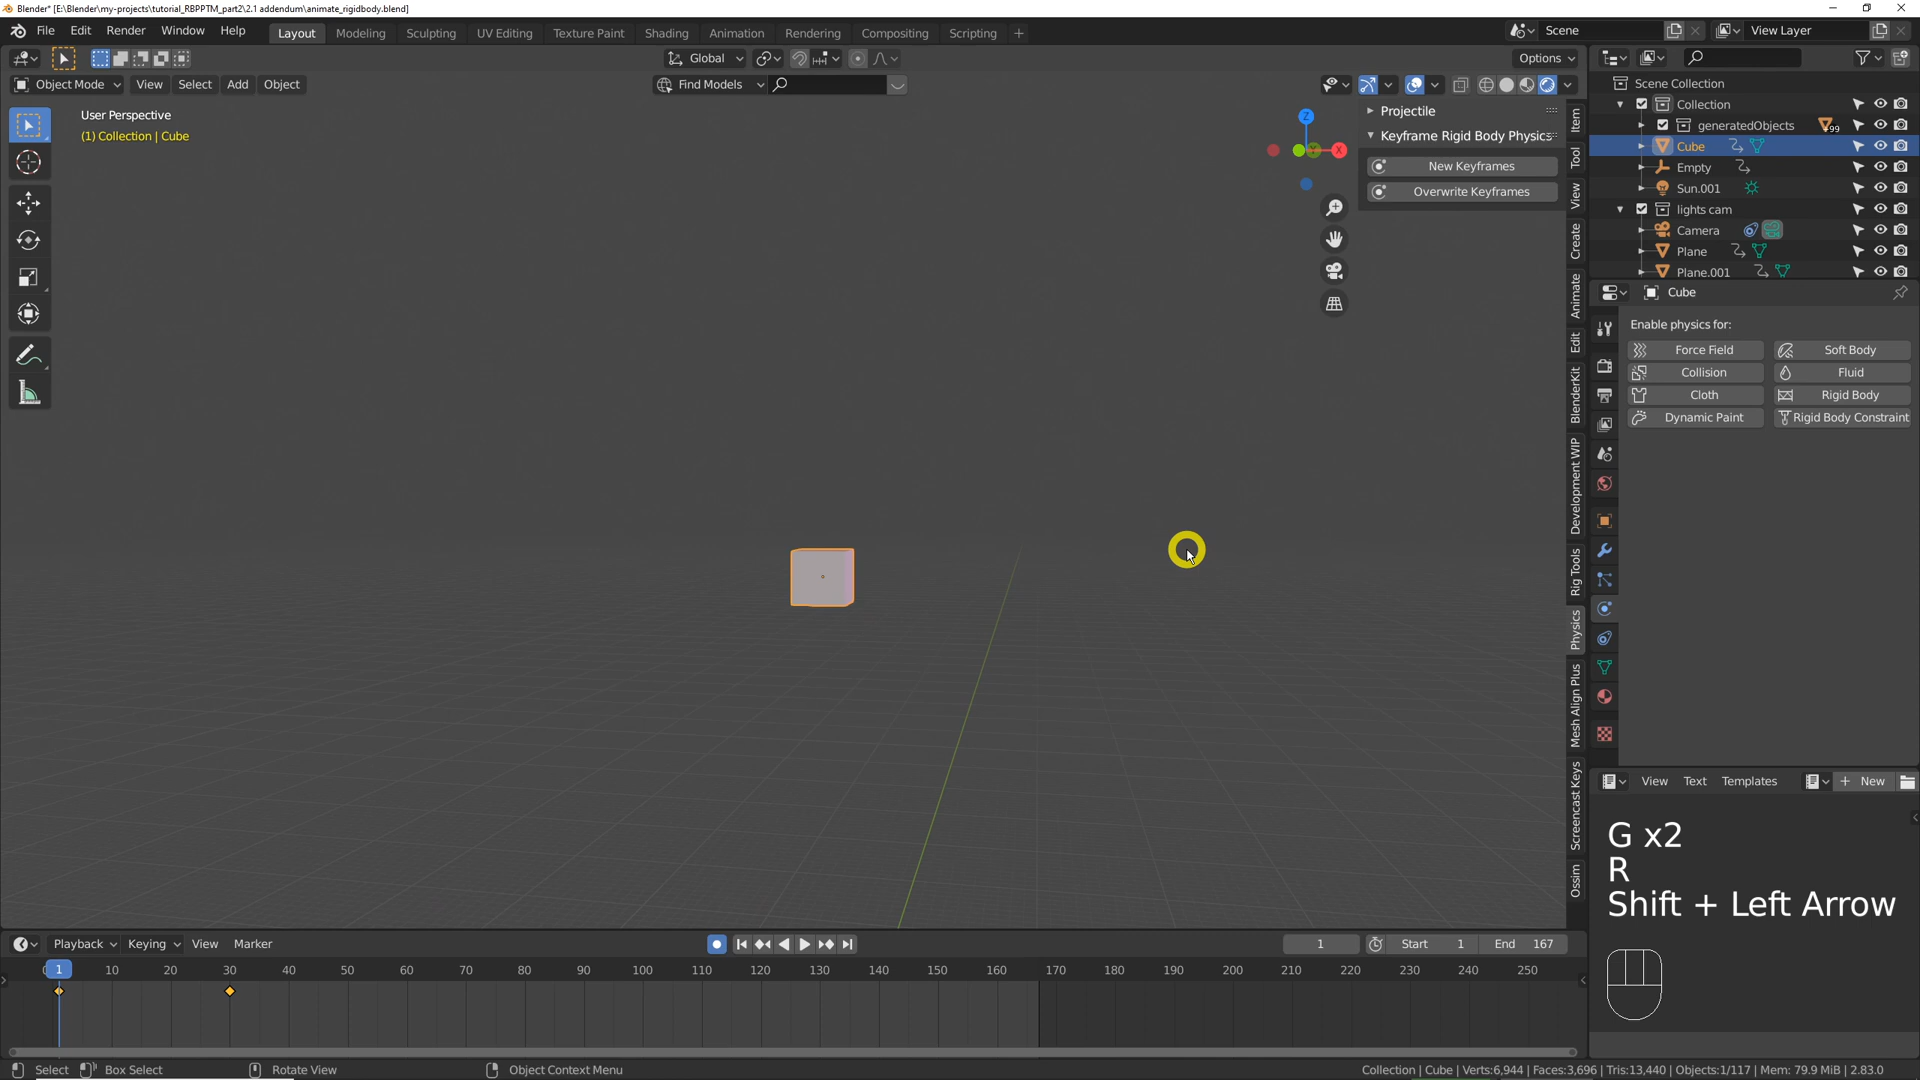 Blender* [E:\Blender\my-projects\tutorial_RBPPTM_part2\2.1 addendum\animate_rigidbody.blend]
File Edit Render Window Help Layout Modeling Sculpting UV Editing Shading Texture Paint Animation Rendering Compositing Scripting + Scene View Layer
Global Options
Object Mode View Select Add Object Find Models
User Perspective
(1) Collection | Cube
Z
X
Projectile
Keyframe Rigid Body Physics
New Keyframes
Overwrite Keyframes
Item
Tool
View
Create
Animate
Edit
BlenderKit
Development WIP
Rig Tools
Physics
Mesh Align Plus
Screencast Keys
Ossim
Scene Collection
Collection
generatedObjects 99
Cube
Empty
Sun.001
lights cam
Camera
Plane
Plane.001
Cube
Enable physics for:
Force Field Soft Body
Collision Fluid
Cloth Rigid Body
Dynamic Paint Rigid Body Constraint
View Text Templates New
G x2
R
Shift + Left Arrow
Playback Keying View Marker 1 Start 1 End 167
1 10 20 30 40 50 60 70 80 90 100 110 120 130 140 150 160 170 180 190 200 210 220 230 240 250
Select Box Select Rotate View Object Context Menu Collection | Cube | Verts:6,944 | Faces:3,696 | Tris:13,440 | Objects:1/117 | Mem: 79.9 MiB | 2.83.0